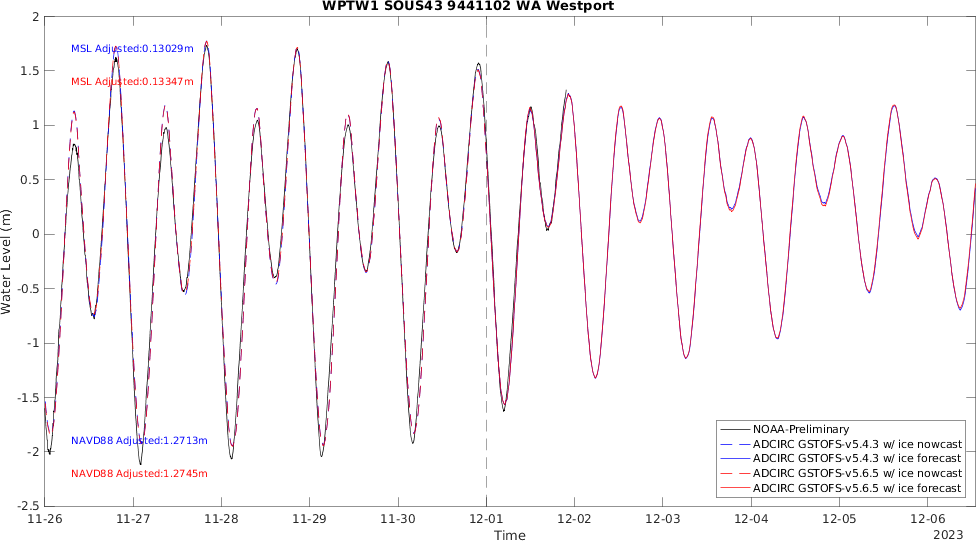 WPTW1 SOUS43 9441102 WA Westport
2
1.5
1
0.5
0
-0.5
-1
-1.5
-2
-2.5
Water Level (m)
MSL Adjusted:0.13029m
MSL Adjusted:0.13347m
NAVD88 Adjusted:1.2713m
NAVD88 Adjusted:1.2745m
NOAA-Preliminary
ADCIRC GSTOFS-v5.4.3 w/ ice nowcast
ADCIRC GSTOFS-v5.4.3 w/ ice forecast
ADCIRC GSTOFS-v5.6.5 w/ ice nowcast
ADCIRC GSTOFS-v5.6.5 w/ ice forecast
11-26 11-27 11-28 11-29 11-30 12-01 12-02 12-03 12-04 12-05 12-06
Time
2023